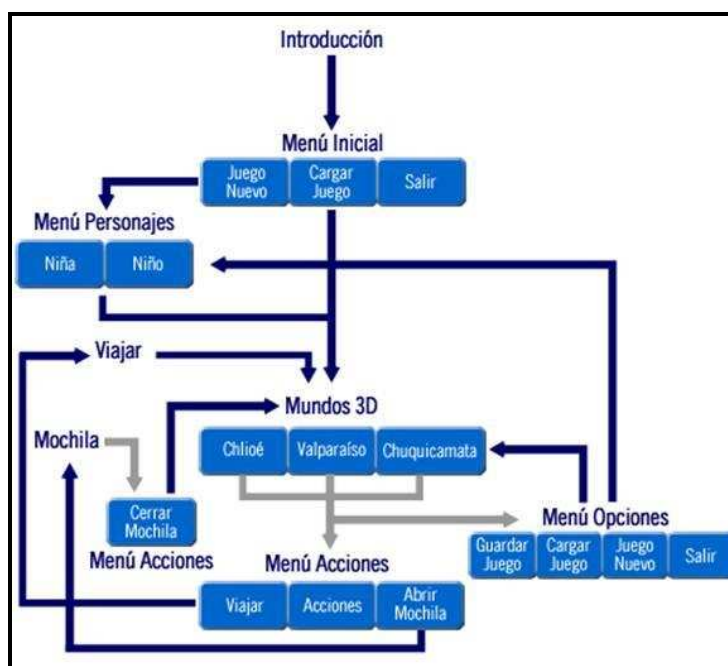 Introducción
Menú Inicial
Juego
Nuevo
Cargar
Juego
Salir
Menú Personajes
Niña
Niño
Viajar
Mundos 3D
Mochila
Chlioé
Valparaíso
Chuquicamata
Cerrar
Mochila
Menú Acciones
Menú Opciones
Guardar
Juego
Cargar
Juego
Juego
Nuevo
Salir
Menú Acciones
Viajar
Acciones
Abrir
Mochila